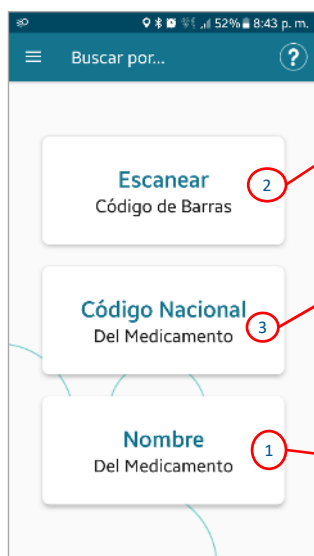 52% 8:43 p. m.
Buscar por... ?
Escanear
Código de Barras
2
Código Nacional
Del Medicamento
3
Nombre
Del Medicamento
1